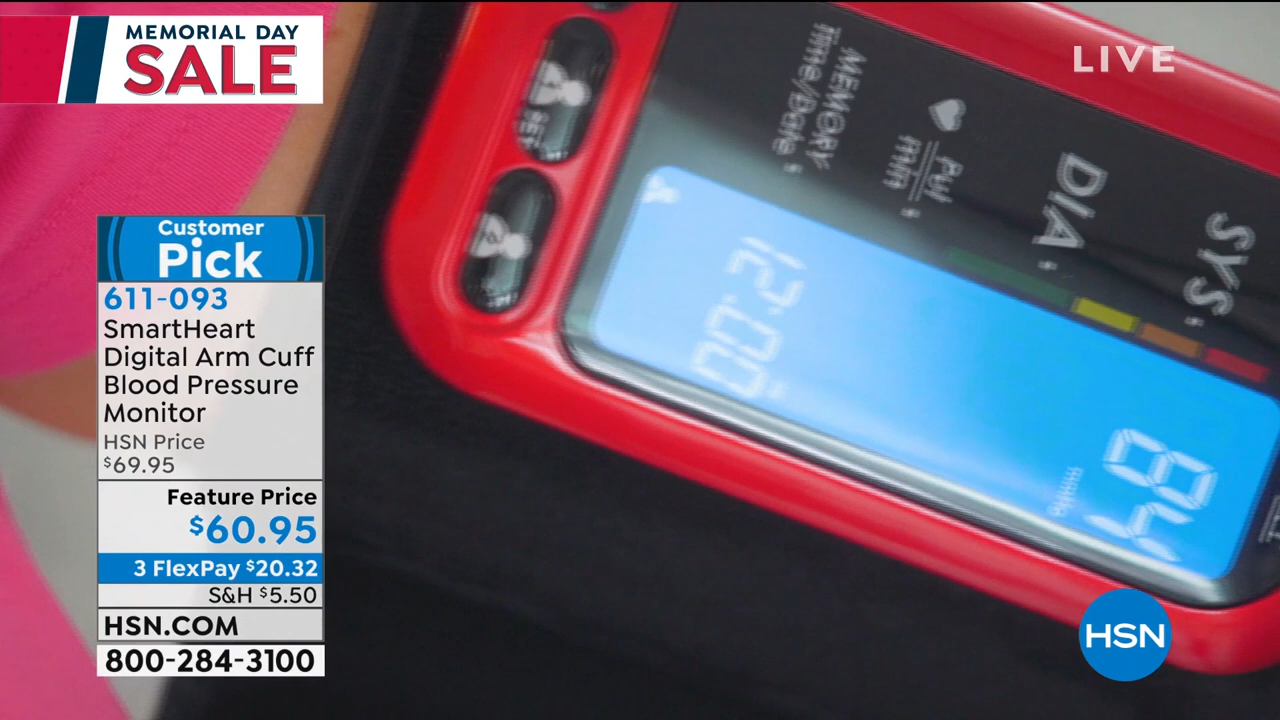 MEMORIAL DAY
SALE
LIVE
Customer
Pick
611-093
SmartHeart
Digital Arm Cuff
Blood Pressure
Monitor
HSN Price
$69.95
Feature Price
$60.95
3 FlexPay $20.32
S&H $5.50
HSN.COM
800-284-3100
MEMORY
Time/Date
Pul
min
DIA.
SYS.
SET
12:00
84
mmHg
HSN